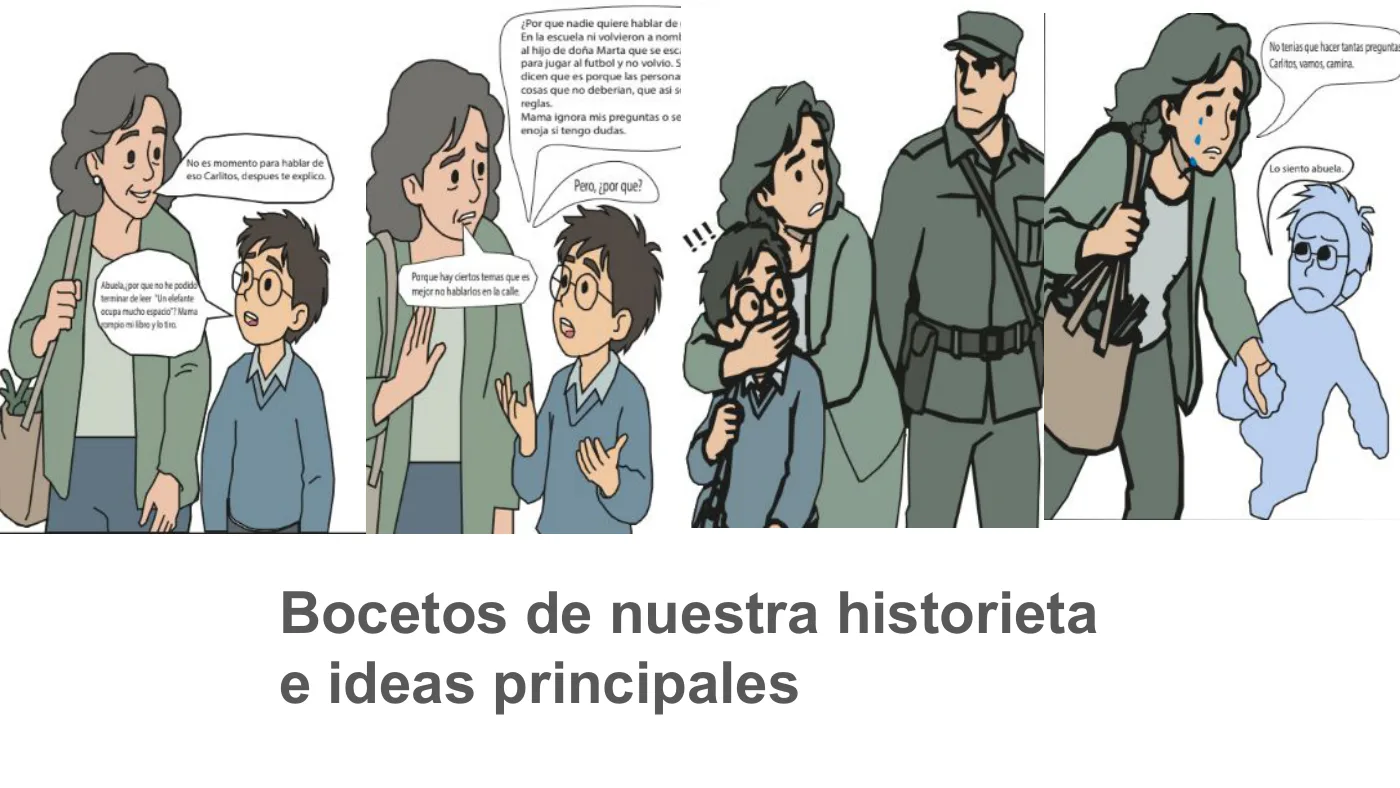 No es momento para hablar de
eso Carlitos, despues te explico.
Abuela,¿por que no he podido
terminar de leer "Un elefante
ocupa mucho espacio"? Mama
rompio mi libro y lo tiro.
¿Por que nadie quiere hablar de
En la escuela ni volvieron a nomb
al hijo de doña Marta que se esca
para jugar al futbol y no volvio. S
dicen que es porque las persona
cosas que no deberian, que asi s
reglas.
Mama ignora mis preguntas o se
enoja si tengo dudas.
Pero, ¿por que?
Porque hay ciertos temas que es
mejor no hablarlos en la calle.
!!!
No tenias que hacer tantas preguntas
Carlitos, vamos, camina.
Lo siento abuela.
Bocetos de nuestra historieta
e ideas principales